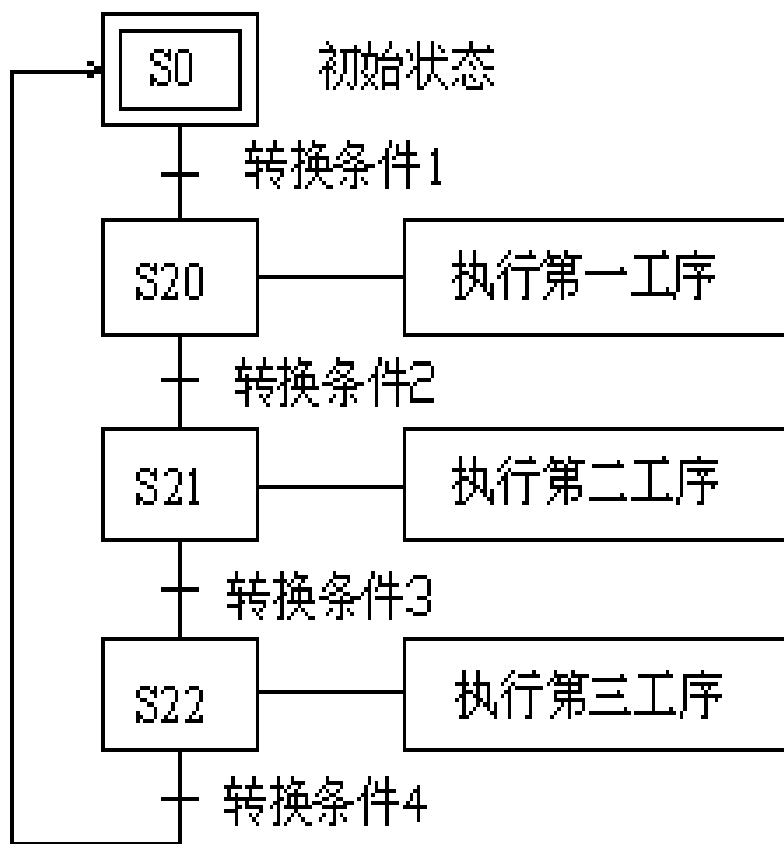 S0 初始状态
转换条件1
S20 执行第一工序
转换条件2
S21 执行第二工序
转换条件3
S22 执行第三工序
转换条件4